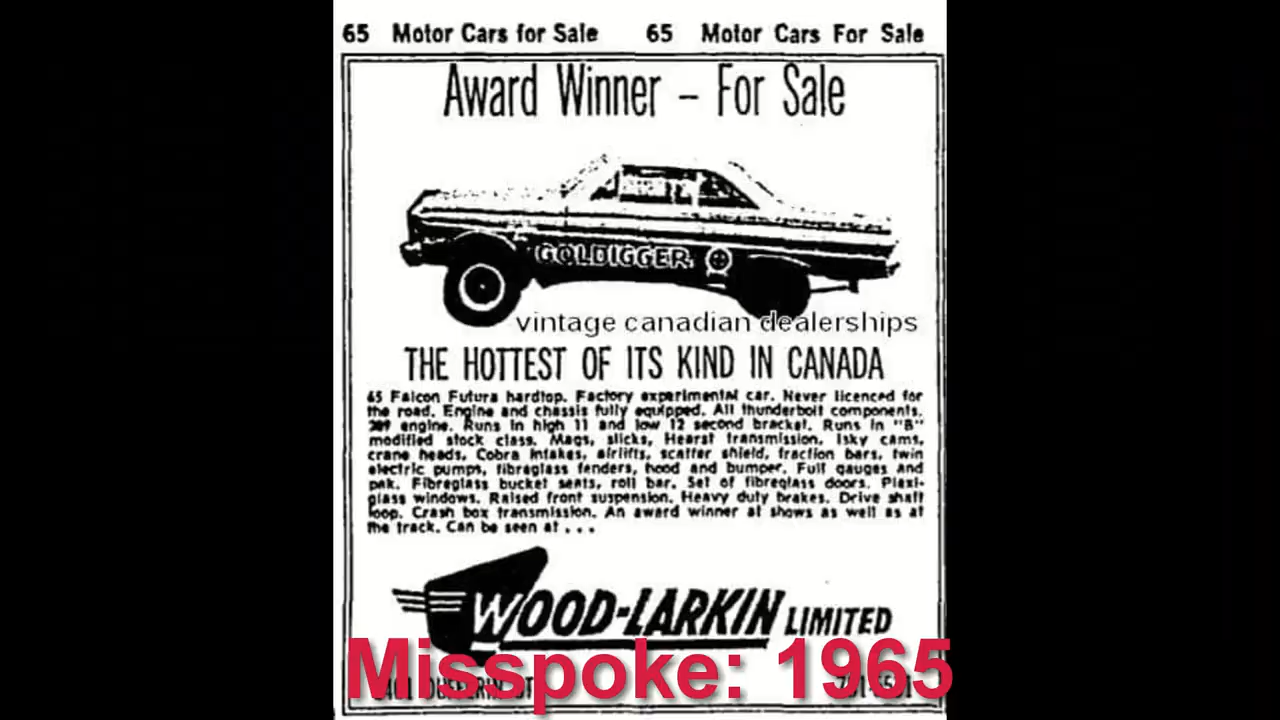 65 Motor Cars for Sale 65 Motor Cars For Sale
Award Winner – For Sale
GOLDIGGER
vintage canadian dealerships
THE HOTTEST OF ITS KIND IN CANADA
65 Falcon Futura hardtop. Factory experimental car. Never licenced for
the road. Engine and chassis fully equipped. All thunderbolt components.
289 engine. Runs in high 11 and low 12 second bracket. Runs in "B"
modified stock class. Mags, slicks, Hearst transmission, Isky cams,
crane heads, Cobra intakes, airlifts, scatter shield, traction bars, twin
electric pumps, fibreglass fenders, hood and bumper. Full gauges and
pak. Fibreglass bucket seats, roll bar. Set of fibreglass doors. Plexi-
glass windows. Raised front suspension. Heavy duty brakes. Drive shaft
loop. Crash box transmission. An award winner at shows as well as at
the track. Can be seen at . . .
WOOD-LARKIN LIMITED
Misspoke: 1965